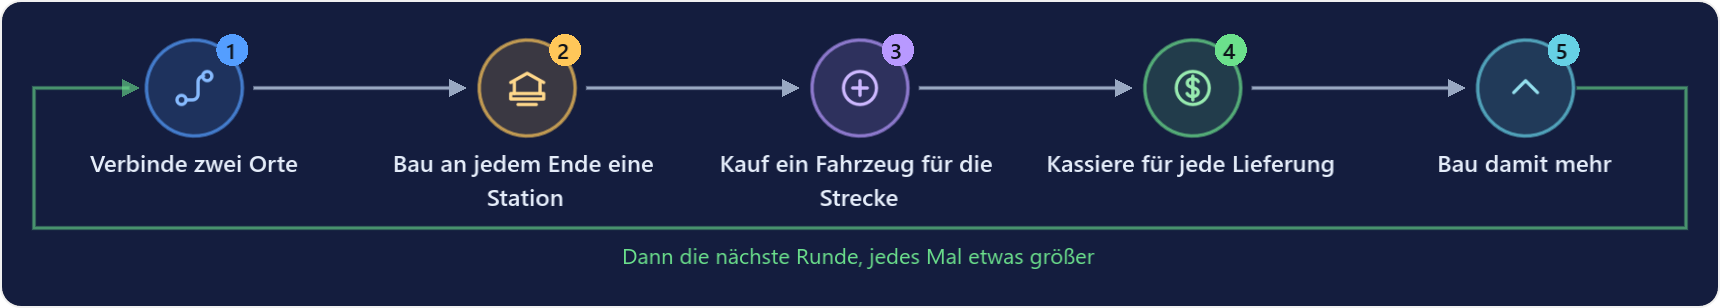 1
2
3
4
5
Verbinde zwei Orte
Bau an jedem Ende eine
Station
Kauf ein Fahrzeug für die
Strecke
Kassiere für jede Lieferung
Bau damit mehr
Dann die nächste Runde, jedes Mal etwas größer